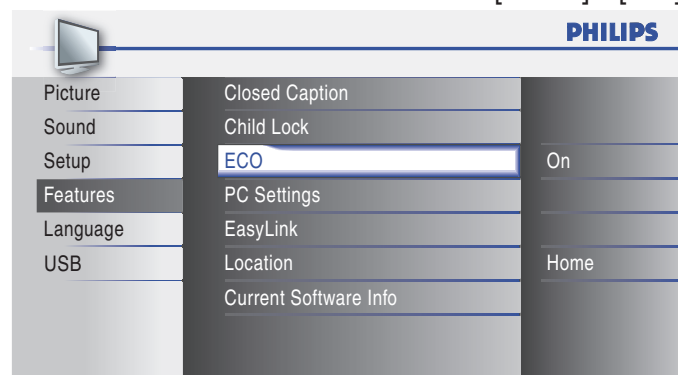 PHILIPS
Picture
Closed Caption
Sound
Child Lock
Setup
ECO
On
Features
PC Settings
Language
EasyLink
USB
Location
Home
Current Software Info